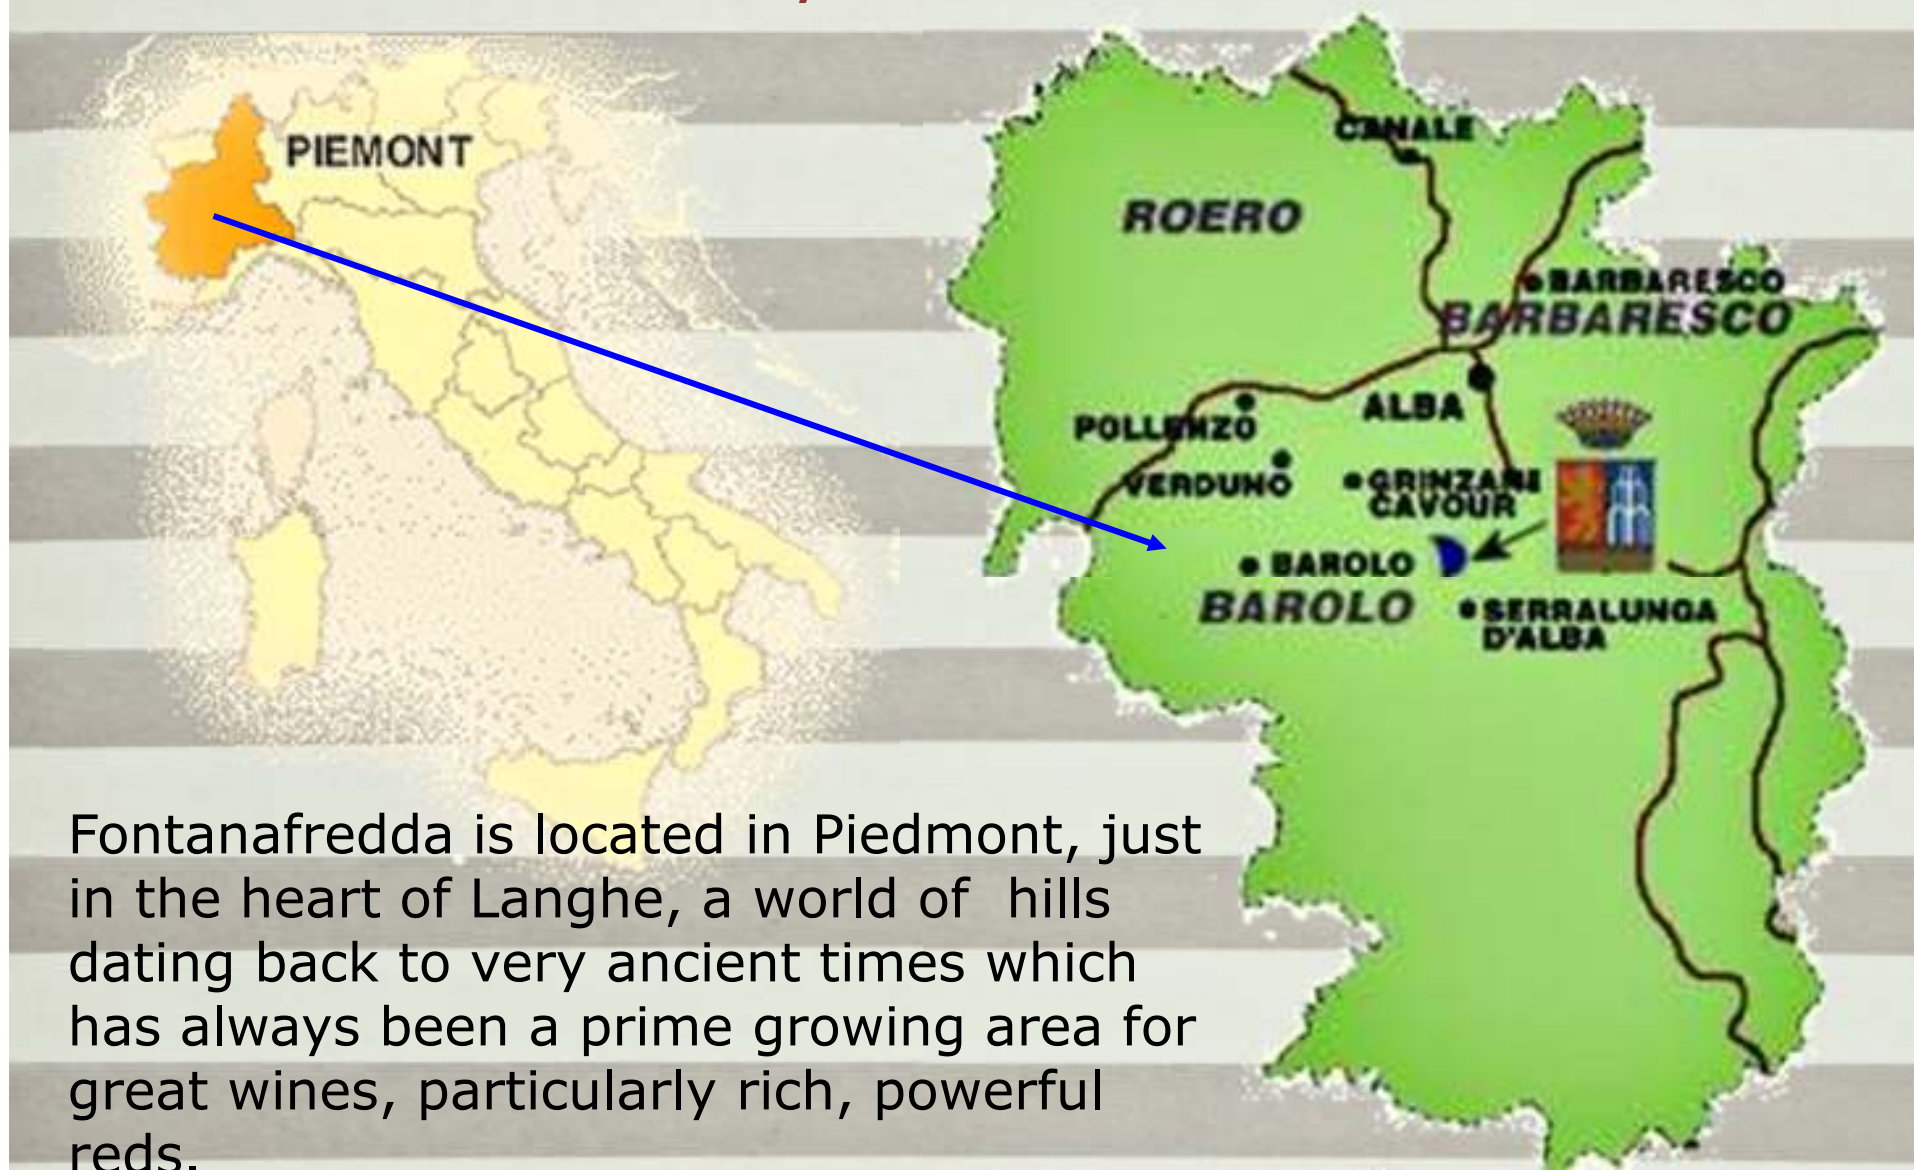 PIEMONT
CANALE
ROERO
BARBARESCO
BARBARESCO
ALBA
POLLENZO
VERDUNO
GRINZANE
CAVOUR
BAROLO
BAROLO
SERRALUNGA
D'ALBA
Fontanafredda is located in Piedmont, just
in the heart of Langhe, a world of hills
dating back to very ancient times which
has always been a prime growing area for
great wines, particularly rich, powerful
reds.